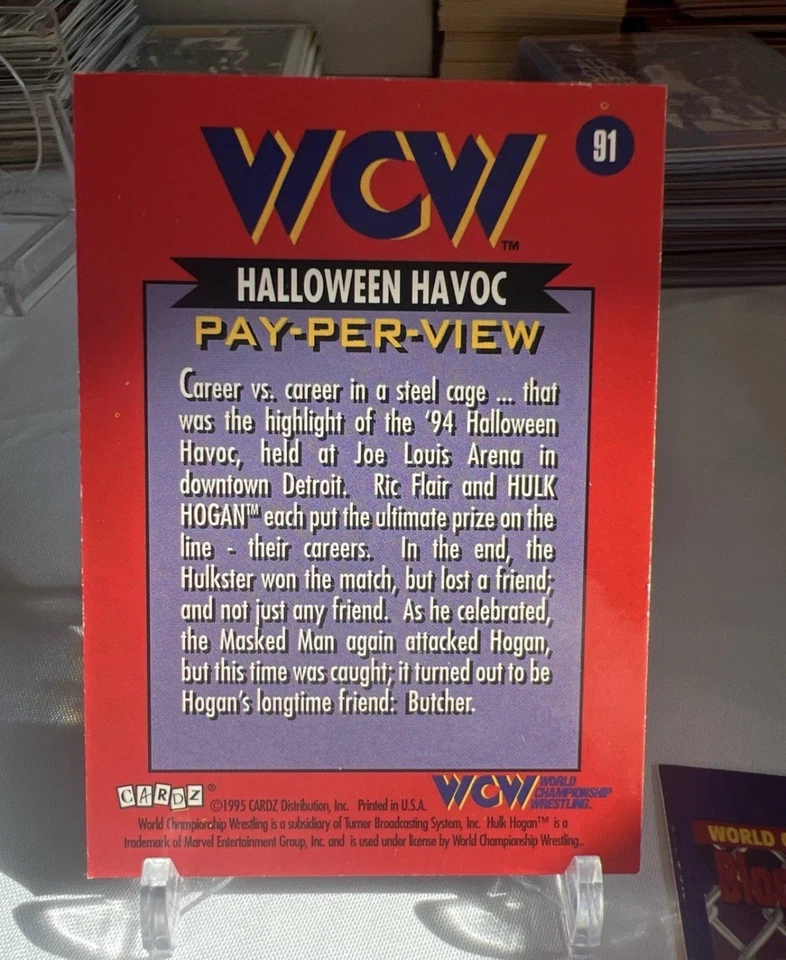 91
WCW™
HALLOWEEN HAVOC
PAY-PER-VIEW
Career vs. career in a steel cage ... that
was the highlight of the '94 Halloween
Havoc, held at Joe Louis Arena in
downtown Detroit. Ric Flair and HULK
HOGAN™ each put the ultimate prize on the
line - their careers. In the end, the
Hulkster won the match, but lost a friend;
and not just any friend. As he celebrated,
the Masked Man again attacked Hogan,
but this time was caught; it turned out to be
Hogan's longtime friend: Butcher.
CARDZ® ©1995 CARDZ Distribution, Inc. Printed in U.S.A.
WCW WORLD
CHAMPIONSHIP
WRESTLING™
World Championship Wrestling is a subsidiary of Turner Broadcasting System, Inc. Hulk Hogan™ is a
trademark of Marvel Entertainment Group, Inc. and is used under license by World Championship Wrestling..
WORLD